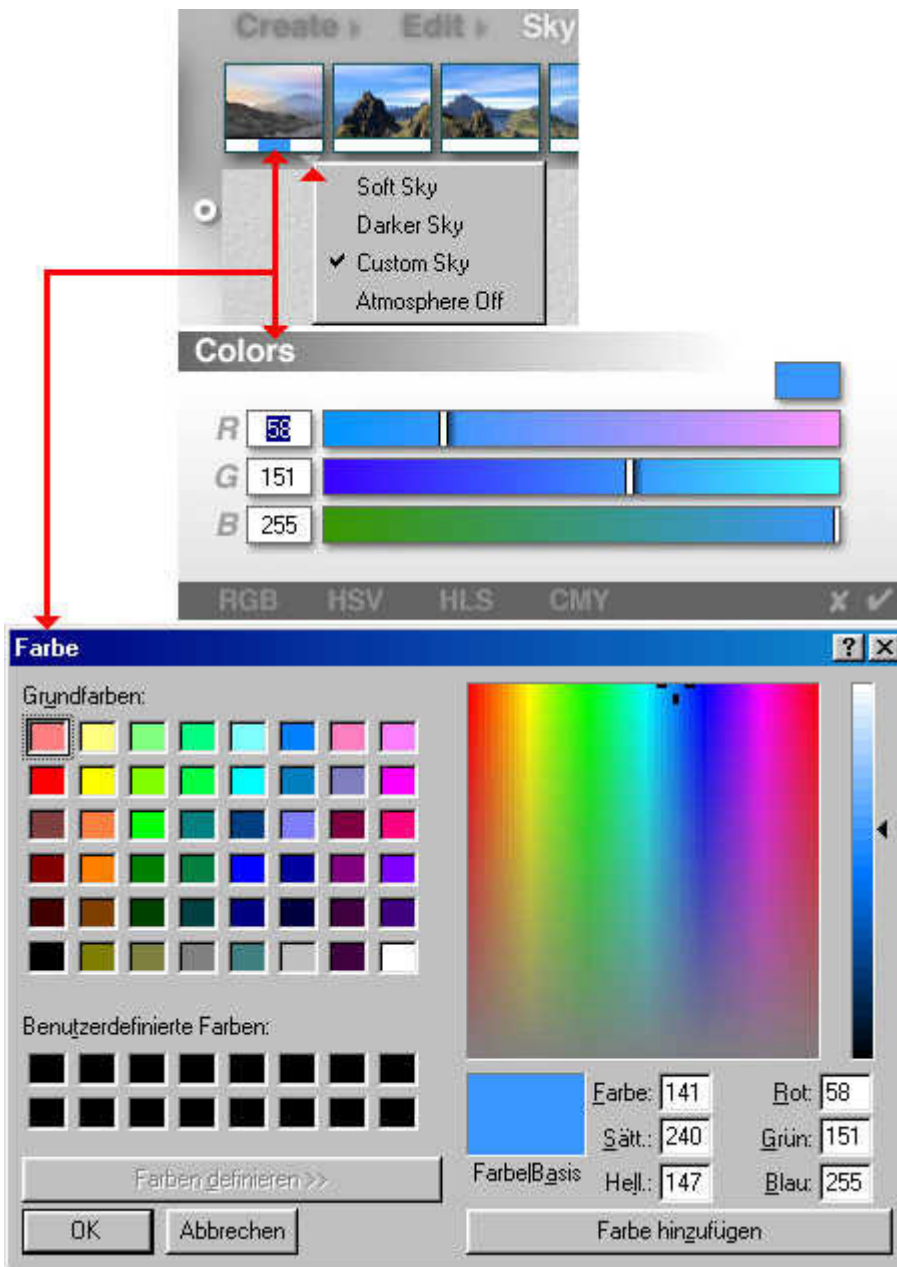 Create Edit Sky
Soft Sky
Darker Sky
Custom Sky
Atmosphere Off
Colors
R 58
G 151
B 255
RGB HSV HLS CMY
Farbe
Grundfarben:
Benutzerdefinierte Farben:
Farben definieren >>
OK Abbrechen
Farbe|Basis
Farbe: 141
Sätt.: 240
Hell.: 147
Rot: 58
Grün: 151
Blau: 255
Farbe hinzufügen